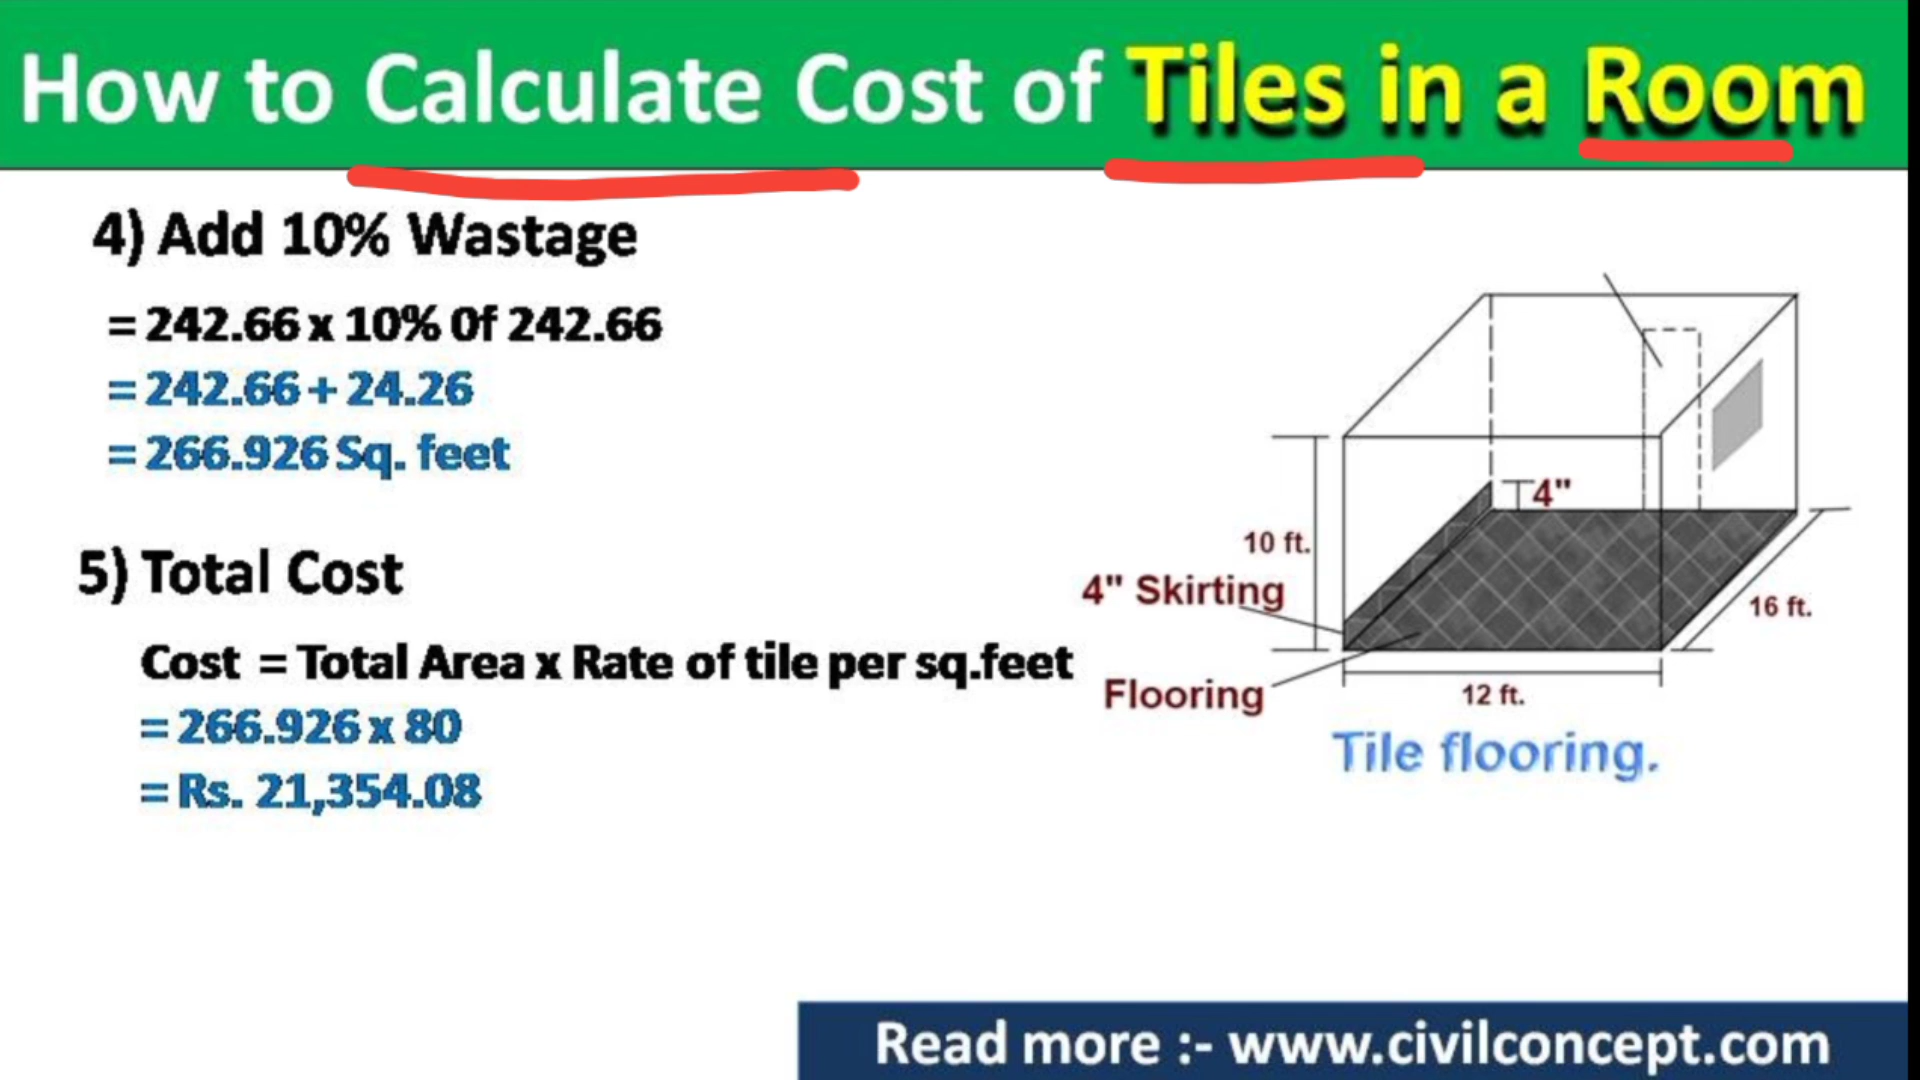 How to Calculate Cost of Tiles in a Room
4) Add 10% Wastage
= 242.66 x 10% Of 242.66
= 242.66 + 24.26
= 266.926 Sq. feet
5) Total Cost
Cost = Total Area x Rate of tile per sq.feet
= 266.926 x 80
= Rs. 21,354.08
4"
10 ft.
4" Skirting
16 ft.
Flooring
12 ft.
Tile flooring.
Read more :- www.civilconcept.com